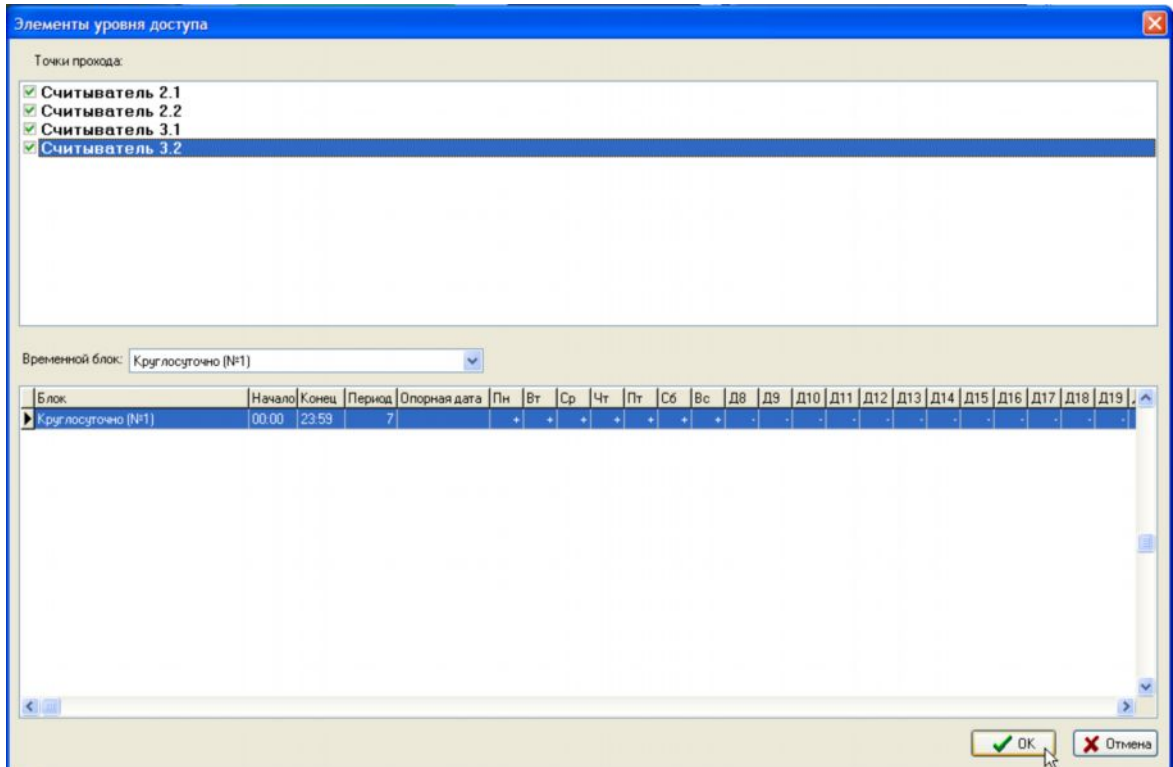 Элементы уровня доступа
Точки прохода:
Считыватель 2.1
Считыватель 2.2
Считыватель 3.1
Считыватель 3.2
Временной блок: Круглосуточно (№1)
Блок Начало Конец Период Опорная дата Пн Вт Ср Чт Пт Сб Вс Д8 Д9 Д10 Д11 Д12 Д13 Д14 Д15 Д16 Д17 Д18 Д19
Круглосуточно (№1) 00:00 23:59 7 + + + + + + + - - - - - - - - - - - -
OK Отмена